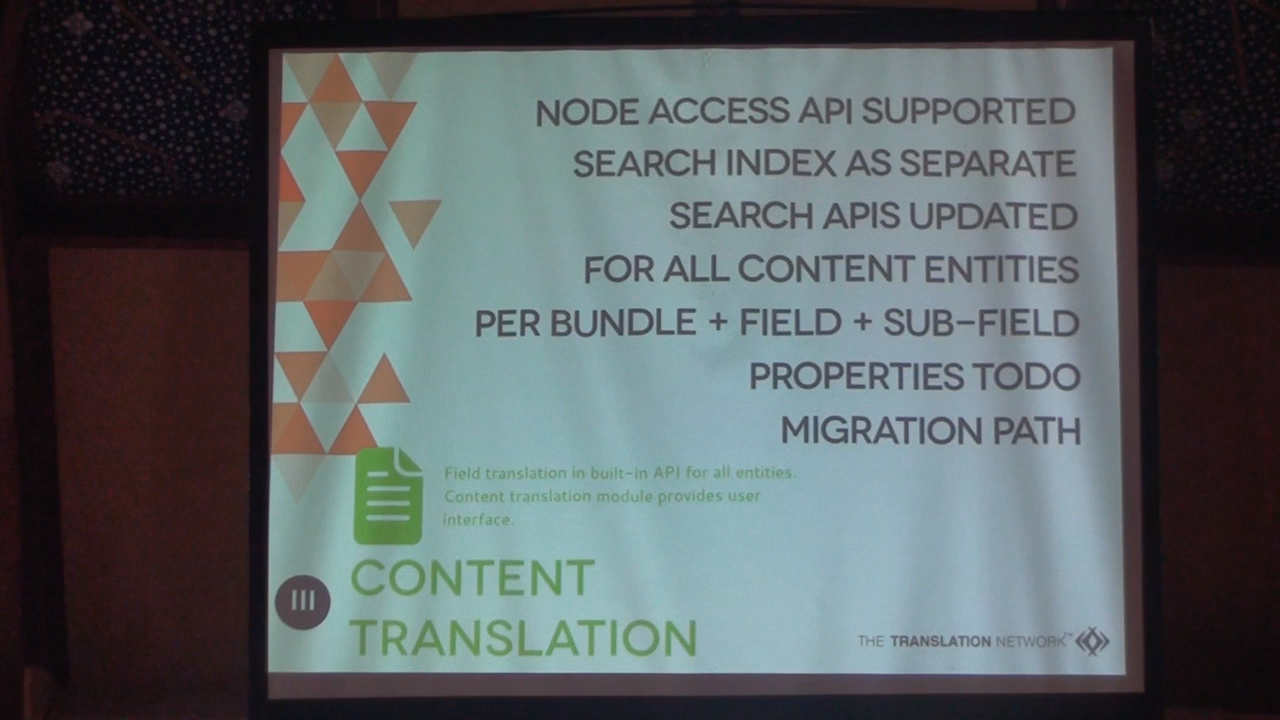 NODE ACCESS API SUPPORTED
SEARCH INDEX AS SEPARATE
SEARCH APIS UPDATED
FOR ALL CONTENT ENTITIES
PER BUNDLE + FIELD + SUB-FIELD
PROPERTIES TODO
MIGRATION PATH
Field translation in built-in API for all entities.
Content translation module provides user
interface.
III
CONTENT
TRANSLATION
THE TRANSLATION NETWORK™